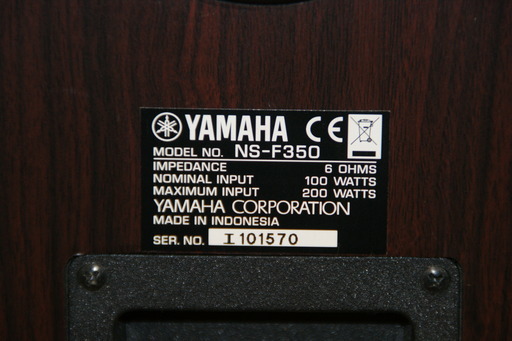 YAMAHA CE
MODEL NO. NS-F350
IMPEDANCE 6 OHMS
NOMINAL INPUT 100 WATTS
MAXIMUM INPUT 200 WATTS
YAMAHA CORPORATION
MADE IN INDONESIA
SER. NO. I101570